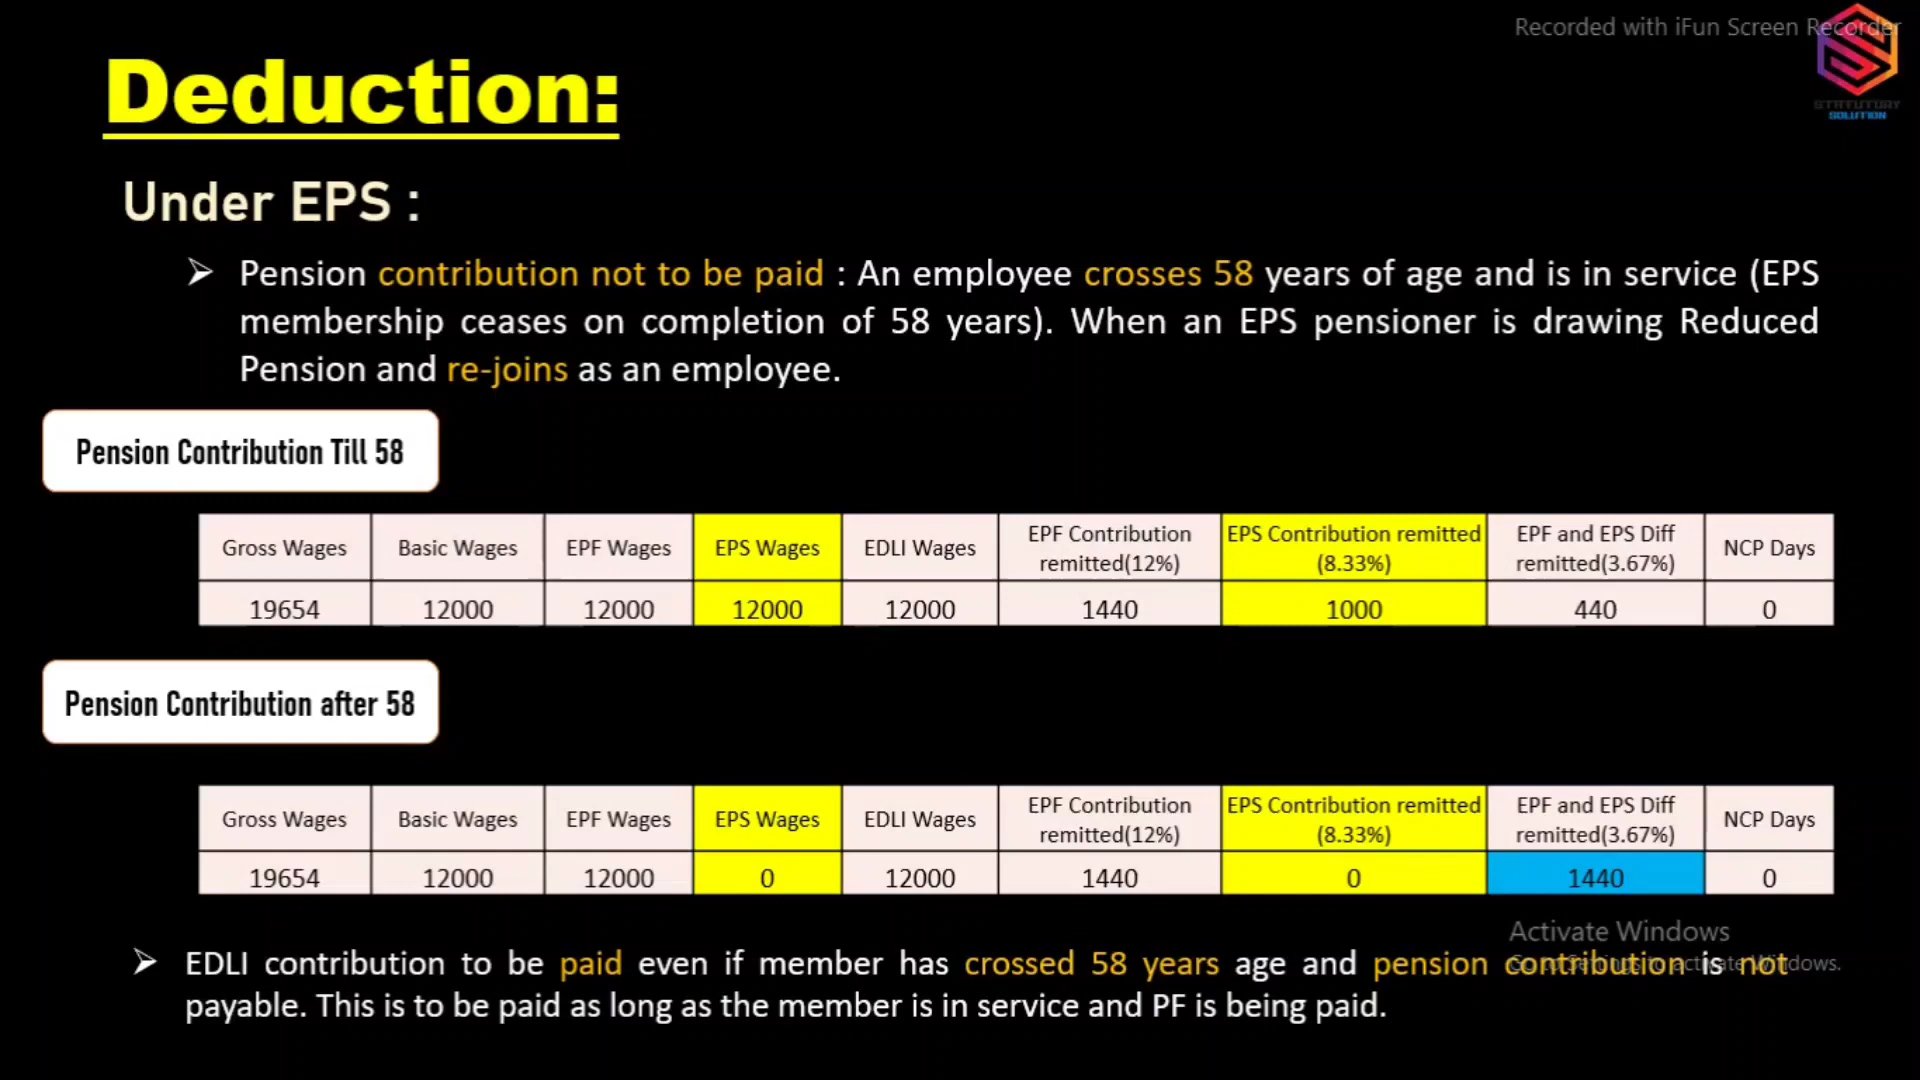 Recorded with iFun Screen Recorder
STATUTORY
SOLUTION
Deduction:
Under EPS :
➢ Pension contribution not to be paid : An employee crosses 58 years of age and is in service (EPS
membership ceases on completion of 58 years). When an EPS pensioner is drawing Reduced
Pension and re-joins as an employee.
Pension Contribution Till 58
Gross Wages Basic Wages EPF Wages EPS Wages EDLI Wages EPF Contribution remitted(12%) EPS Contribution remitted (8.33%) EPF and EPS Diff remitted(3.67%) NCP Days
19654 12000 12000 12000 12000 1440 1000 440 0
Pension Contribution after 58
Gross Wages Basic Wages EPF Wages EPS Wages EDLI Wages EPF Contribution remitted(12%) EPS Contribution remitted (8.33%) EPF and EPS Diff remitted(3.67%) NCP Days
19654 12000 12000 0 12000 1440 0 1440 0
Activate Windows
Go to Settings to activate Windows.
➢ EDLI contribution to be paid even if member has crossed 58 years age and pension contribution is not
payable. This is to be paid as long as the member is in service and PF is being paid.